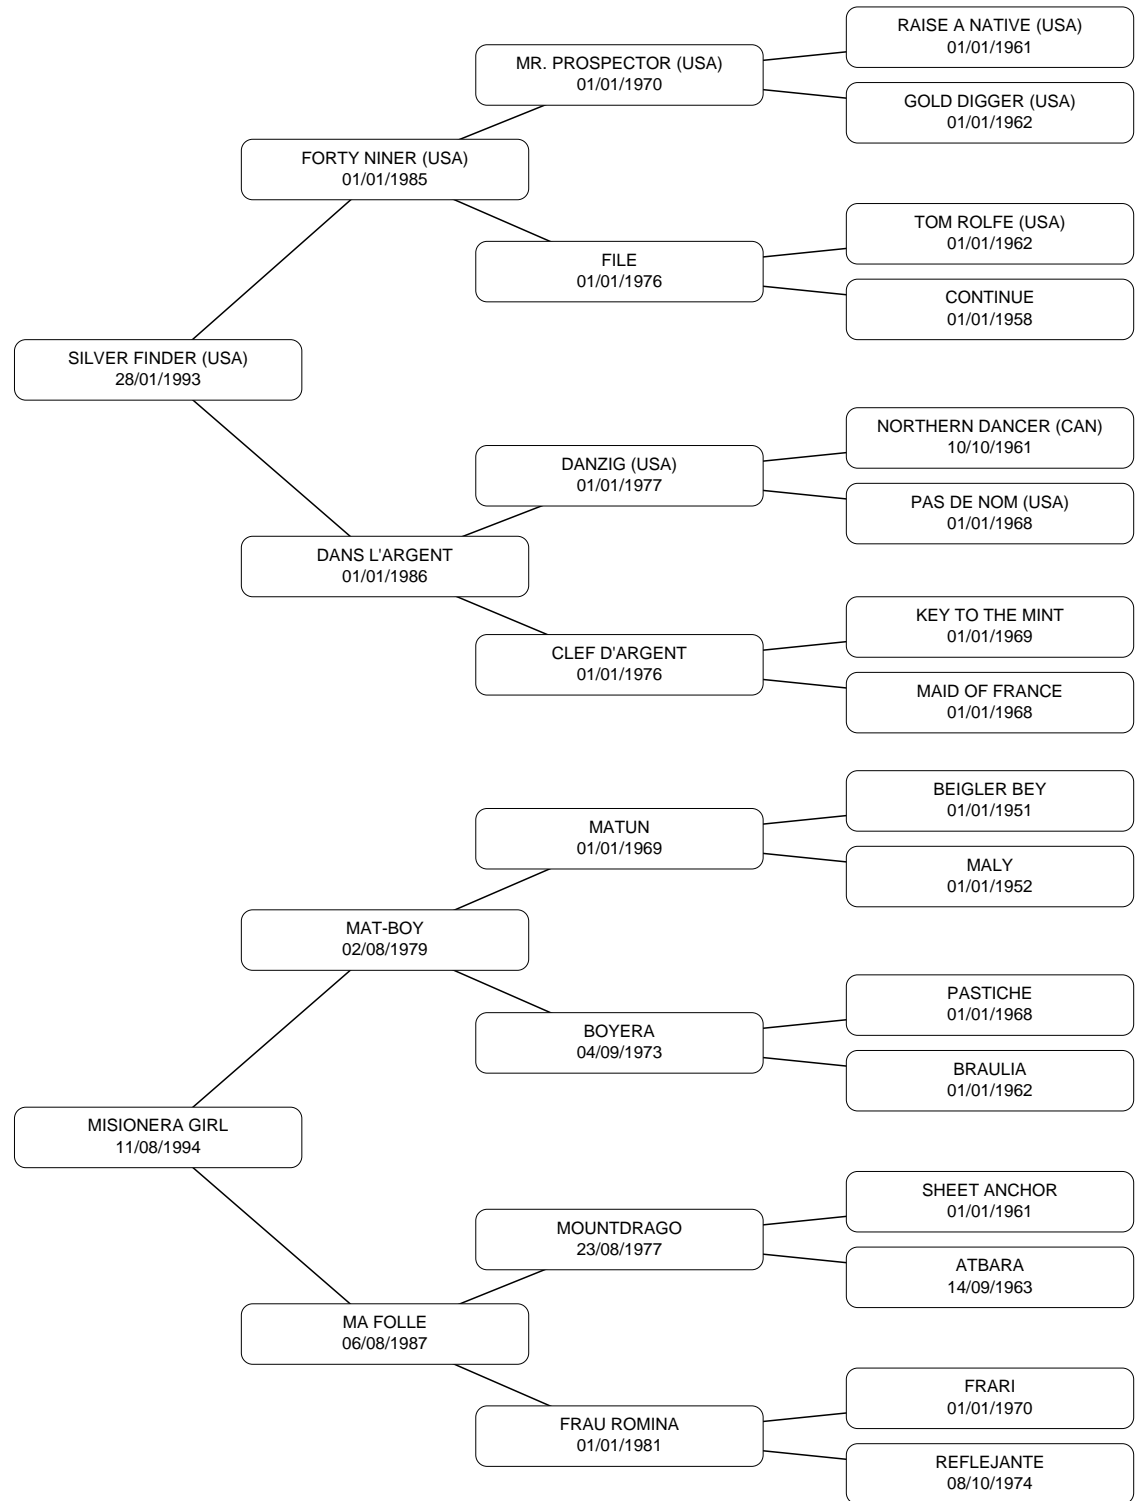 RAISE A NATIVE (USA)
01/01/1961
MR. PROSPECTOR (USA)
01/01/1970
GOLD DIGGER (USA)
01/01/1962
FORTY NINER (USA)
01/01/1985
TOM ROLFE (USA)
01/01/1962
FILE
01/01/1976
CONTINUE
01/01/1958
SILVER FINDER (USA)
28/01/1993
NORTHERN DANCER (CAN)
10/10/1961
DANZIG (USA)
01/01/1977
PAS DE NOM (USA)
01/01/1968
DANS L'ARGENT
01/01/1986
KEY TO THE MINT
01/01/1969
CLEF D'ARGENT
01/01/1976
MAID OF FRANCE
01/01/1968
BEIGLER BEY
01/01/1951
MATUN
01/01/1969
MALY
01/01/1952
MAT-BOY
02/08/1979
PASTICHE
01/01/1968
BOYERA
04/09/1973
BRAULIA
01/01/1962
MISIONERA GIRL
11/08/1994
SHEET ANCHOR
01/01/1961
MOUNTDRAGO
23/08/1977
ATBARA
14/09/1963
MA FOLLE
06/08/1987
FRARI
01/01/1970
FRAU ROMINA
01/01/1981
REFLEJANTE
08/10/1974